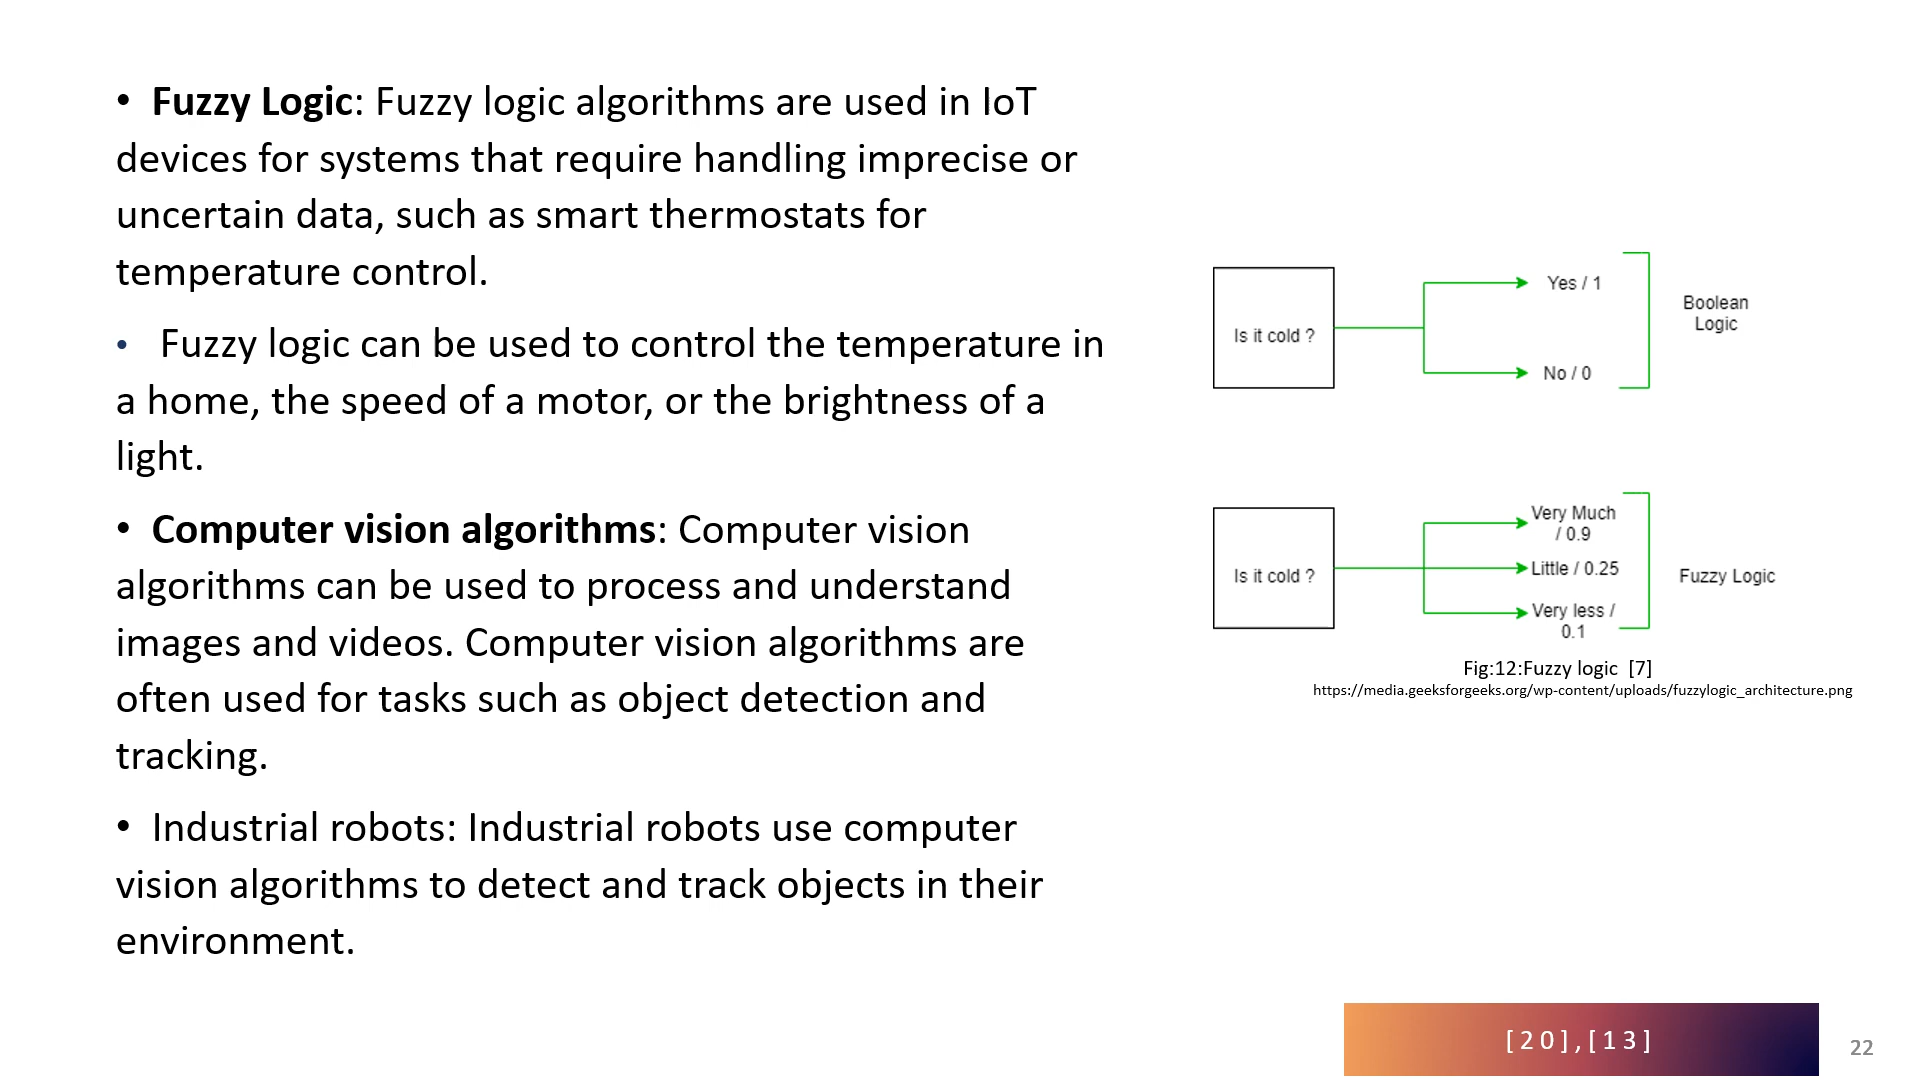 • Fuzzy Logic: Fuzzy logic algorithms are used in IoT
devices for systems that require handling imprecise or
uncertain data, such as smart thermostats for
temperature control.
• Fuzzy logic can be used to control the temperature in
a home, the speed of a motor, or the brightness of a
light.
• Computer vision algorithms: Computer vision
algorithms can be used to process and understand
images and videos. Computer vision algorithms are
often used for tasks such as object detection and
tracking.
• Industrial robots: Industrial robots use computer
vision algorithms to detect and track objects in their
environment.
Is it cold ?
Yes / 1
No / 0
Boolean
Logic
Is it cold ?
Very Much
/ 0.9
Little / 0.25
Very less /
0.1
Fuzzy Logic
Fig:12:Fuzzy logic [7]
https://media.geeksforgeeks.org/wp-content/uploads/fuzzylogic_architecture.png
[20],[13]
22